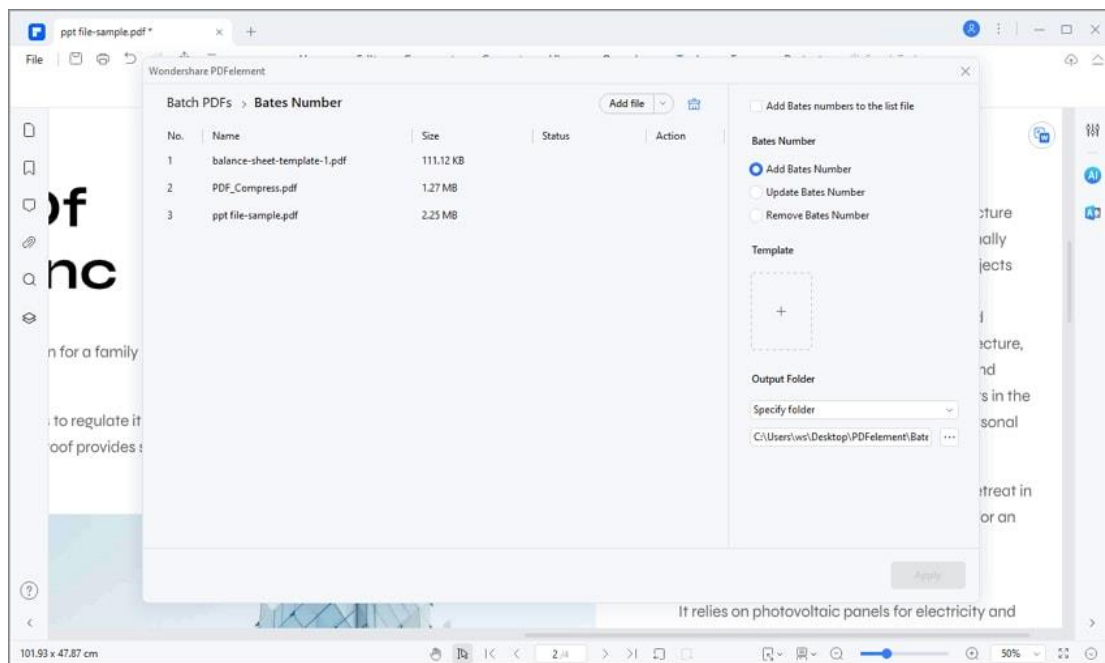 ppt file-sample.pdf *
File
Wondershare PDFelement
Batch PDFs > Bates Number
Add file
No. Name Size Status Action
1 balance-sheet-template-1.pdf 111.12 KB
2 PDF_Compress.pdf 1.27 MB
3 ppt file-sample.pdf 2.25 MB
Add Bates numbers to the list file
Bates Number
Add Bates Number
Update Bates Number
Remove Bates Number
Template
+
Output Folder
Specify folder
C:\Users\ws\Desktop\PDFelement\Bate
...
Apply
Of
nc
n for a family
to regulate it
oof provides s
cture
ially
jects
ecture,
nd
s in the
sonal
etreat in
or an
It relies on photovoltaic panels for electricity and
101.93 x 47.87 cm
2/4
50%